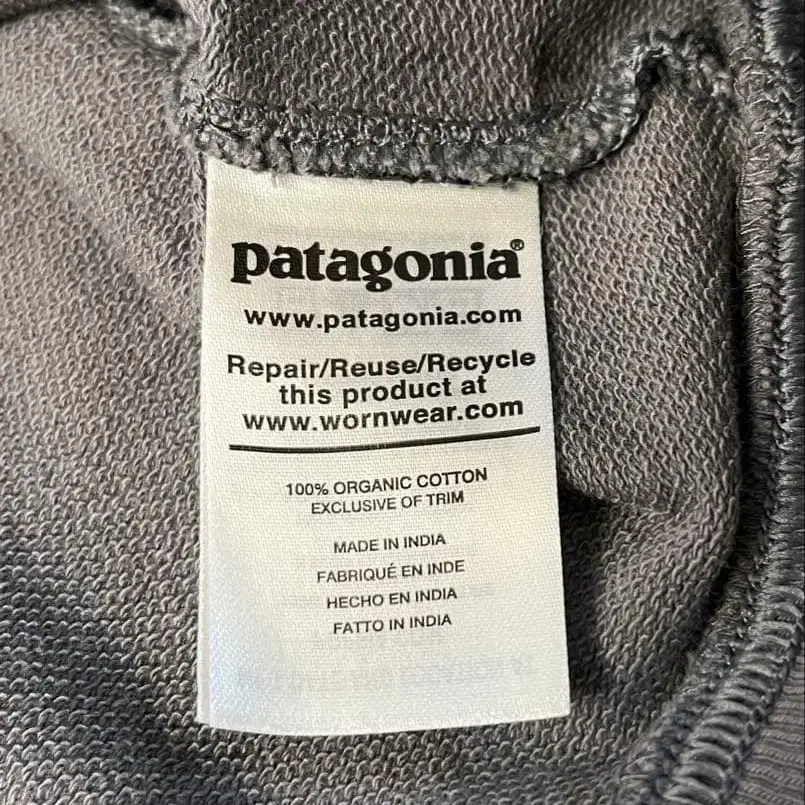 patagonia®
www.patagonia.com
Repair/Reuse/Recycle
this product at
www.wornwear.com
100% ORGANIC COTTON
EXCLUSIVE OF TRIM
MADE IN INDIA
FABRIQUÉ EN INDE
HECHO EN INDIA
FATTO IN INDIA